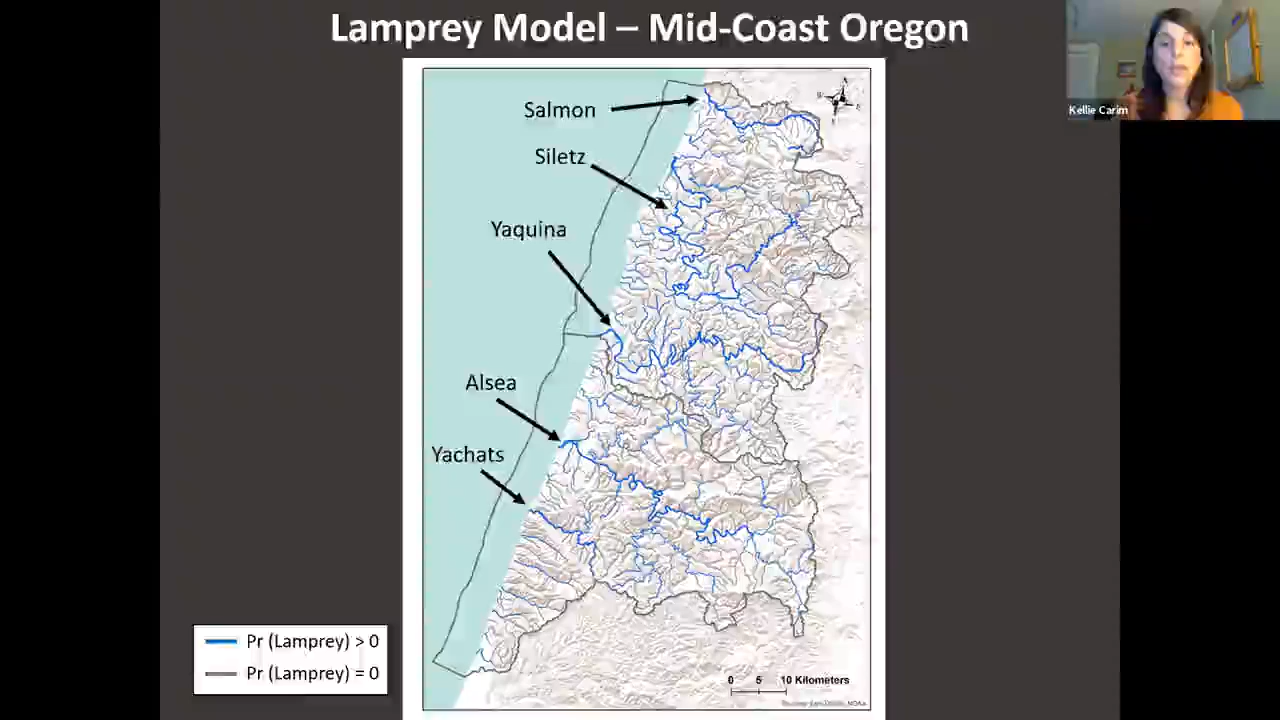 Lamprey Model – Mid-Coast Oregon
Kellie Carim
Salmon
Siletz
Yaquina
Alsea
Yachats
Pr (Lamprey) > 0
Pr (Lamprey) = 0
0 5 10 Kilometers